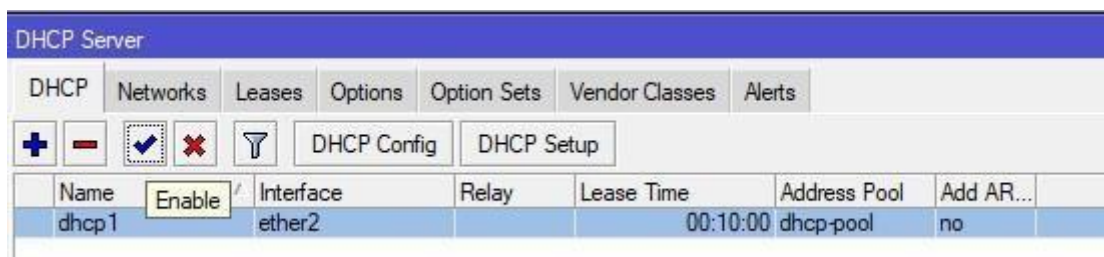 DHCP Server
DHCP Networks Leases Options Option Sets Vendor Classes Alerts
DHCP Config DHCP Setup
Name Enable Interface Relay Lease Time Address Pool Add AR...
dhcp1 ether2 00:10:00 dhcp-pool no